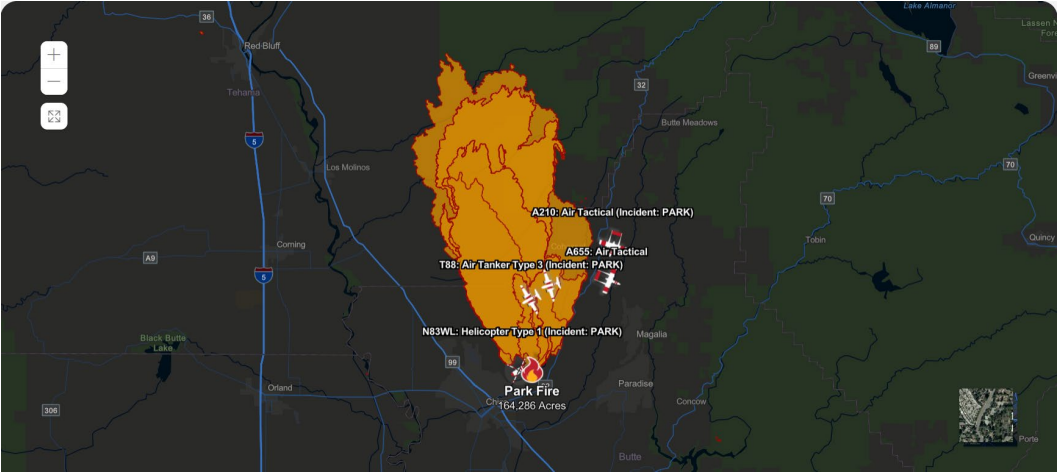 Lake Almanor
36
Red Bluff
89
Lassen N
Fore
Greenvi
32
Tehama
Butte Meadows
5
Los Molinos
70
70
A210: Air Tactical (Incident: PARK)
Tobin
Quincy
Corning
A655: Air Tactical
A9
T88: Air Tanker Type 3 (Incident: PARK)
5
N83WL: Helicopter Type 1 (Incident: PARK)
Magalia
Black Butte
Lake
99
Orland
Park Fire
Paradise
164,286 Acres
Concow
306
Porte
Butte